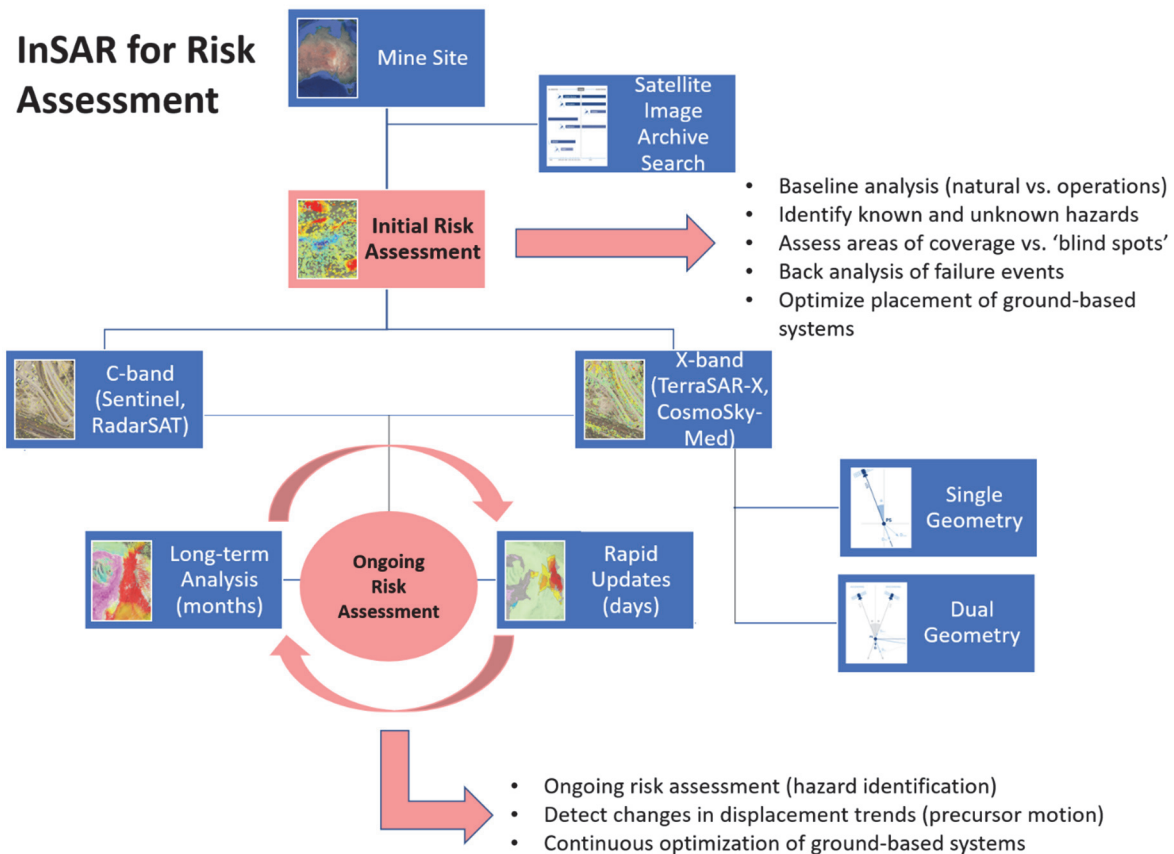 InSAR for Risk
Assessment
Mine Site
Satellite
Image
Archive
Search
Initial Risk
Assessment
• Baseline analysis (natural vs. operations)
• Identify known and unknown hazards
• Assess areas of coverage vs. ‘blind spots’
• Back analysis of failure events
• Optimize placement of ground-based
systems
C-band
(Sentinel,
RadarSAT)
X-band
(TerraSAR-X,
CosmoSky-
Med)
Single
Geometry
Dual
Geometry
Long-term
Analysis
(months)
Ongoing
Risk
Assessment
Rapid
Updates
(days)
• Ongoing risk assessment (hazard identification)
• Detect changes in displacement trends (precursor motion)
• Continuous optimization of ground-based systems